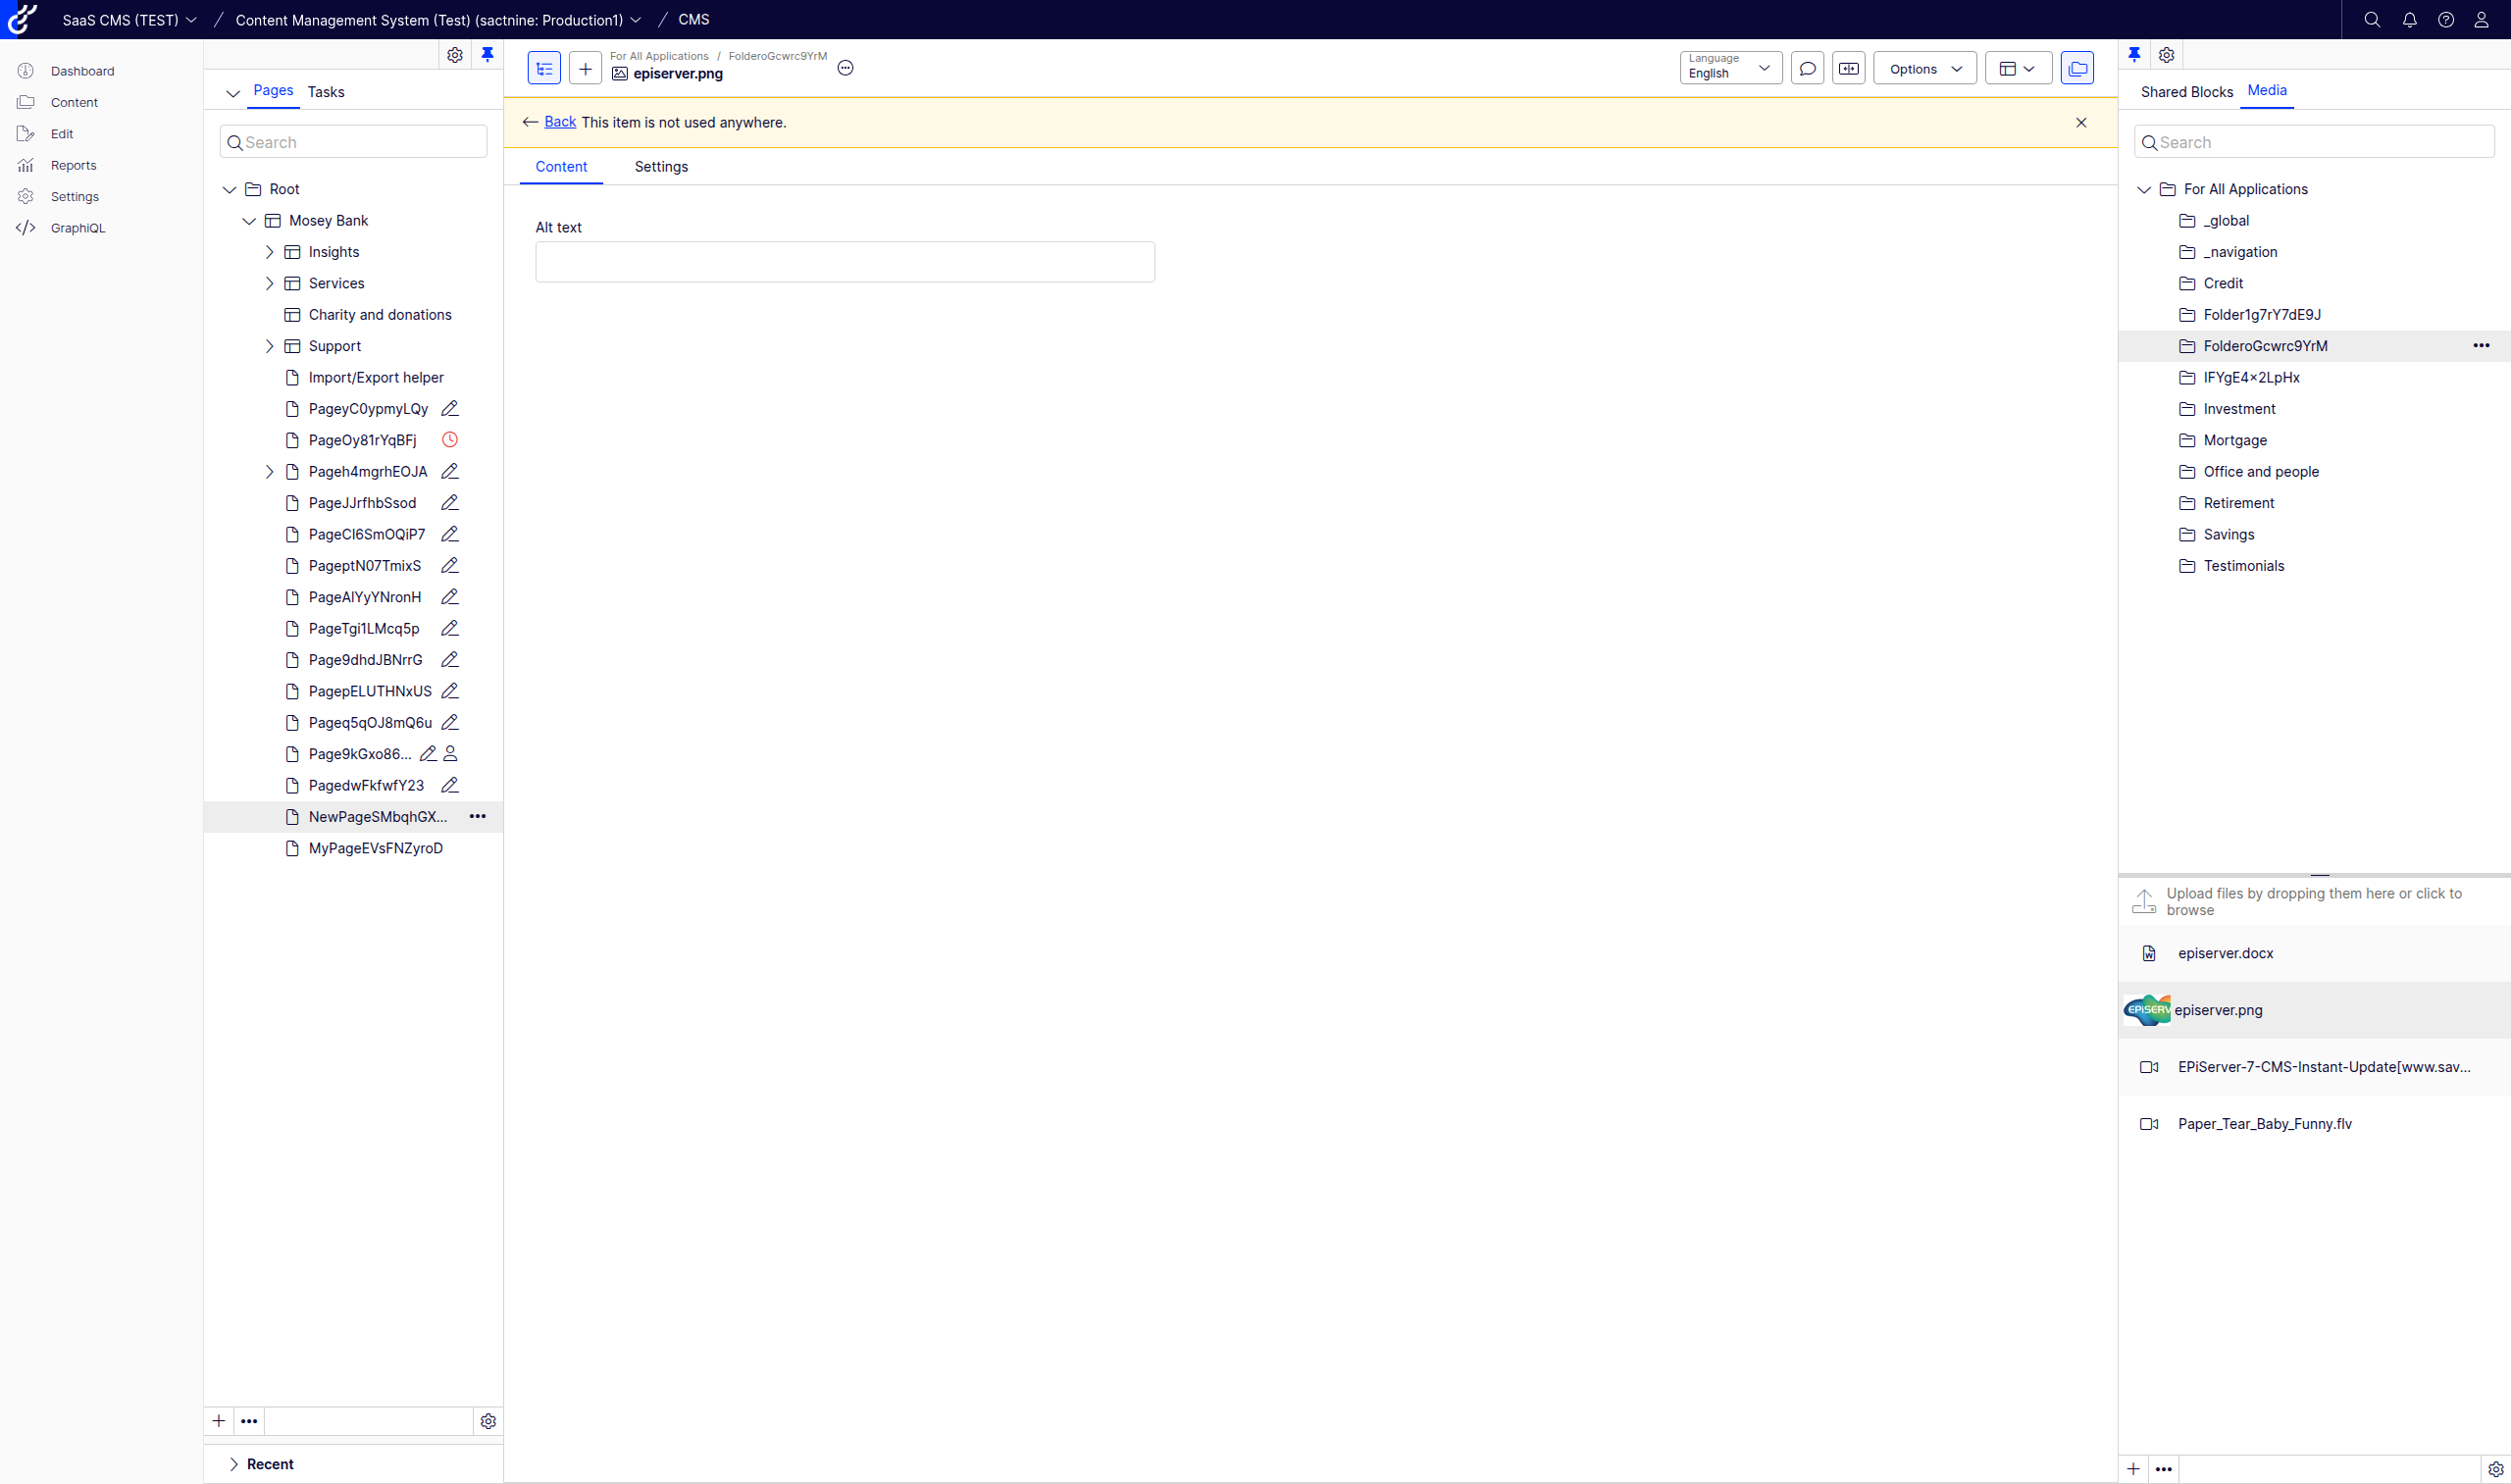 SaaS CMS (TEST) / Content Management System (Test) (sactnine: Production1) / CMS
Dashboard
Content
Edit
Reports
Settings
GraphiQL
Pages Tasks
Search
Root
Mosey Bank
Insights
Services
Charity and donations
Support
Import/Export helper
PageyC0ypmyLQy
PageOy81rYqBFj
Pageh4mgrhEOJA
PageJJrfhbSsod
PageCl6SmOQiP7
PageptN07TmixS
PageAlYyYNronH
PageTgi1LMcq5p
Page9dhdJBNrrG
PagepELUTHNxUS
Pageq5qOJ8mQ6u
Page9kGxo86...
PagedwFkfwfY23
NewPageSMbqhGX...
MyPageEVsFNZyroD
Recent
For All Applications / FolderoGcwrc9YrM
episerver.png
Language
English
Options
Back This item is not used anywhere.
Content Settings
Alt text
Shared Blocks Media
Search
For All Applications
_global
_navigation
Credit
Folder1g7rY7dE9J
FolderoGcwrc9YrM
IFYgE4×2LpHx
Investment
Mortgage
Office and people
Retirement
Savings
Testimonials
Upload files by dropping them here or click to
browse
episerver.docx
EPiSERV episerver.png
EPiServer-7-CMS-Instant-Update[www.sav...
Paper_Tear_Baby_Funny.flv